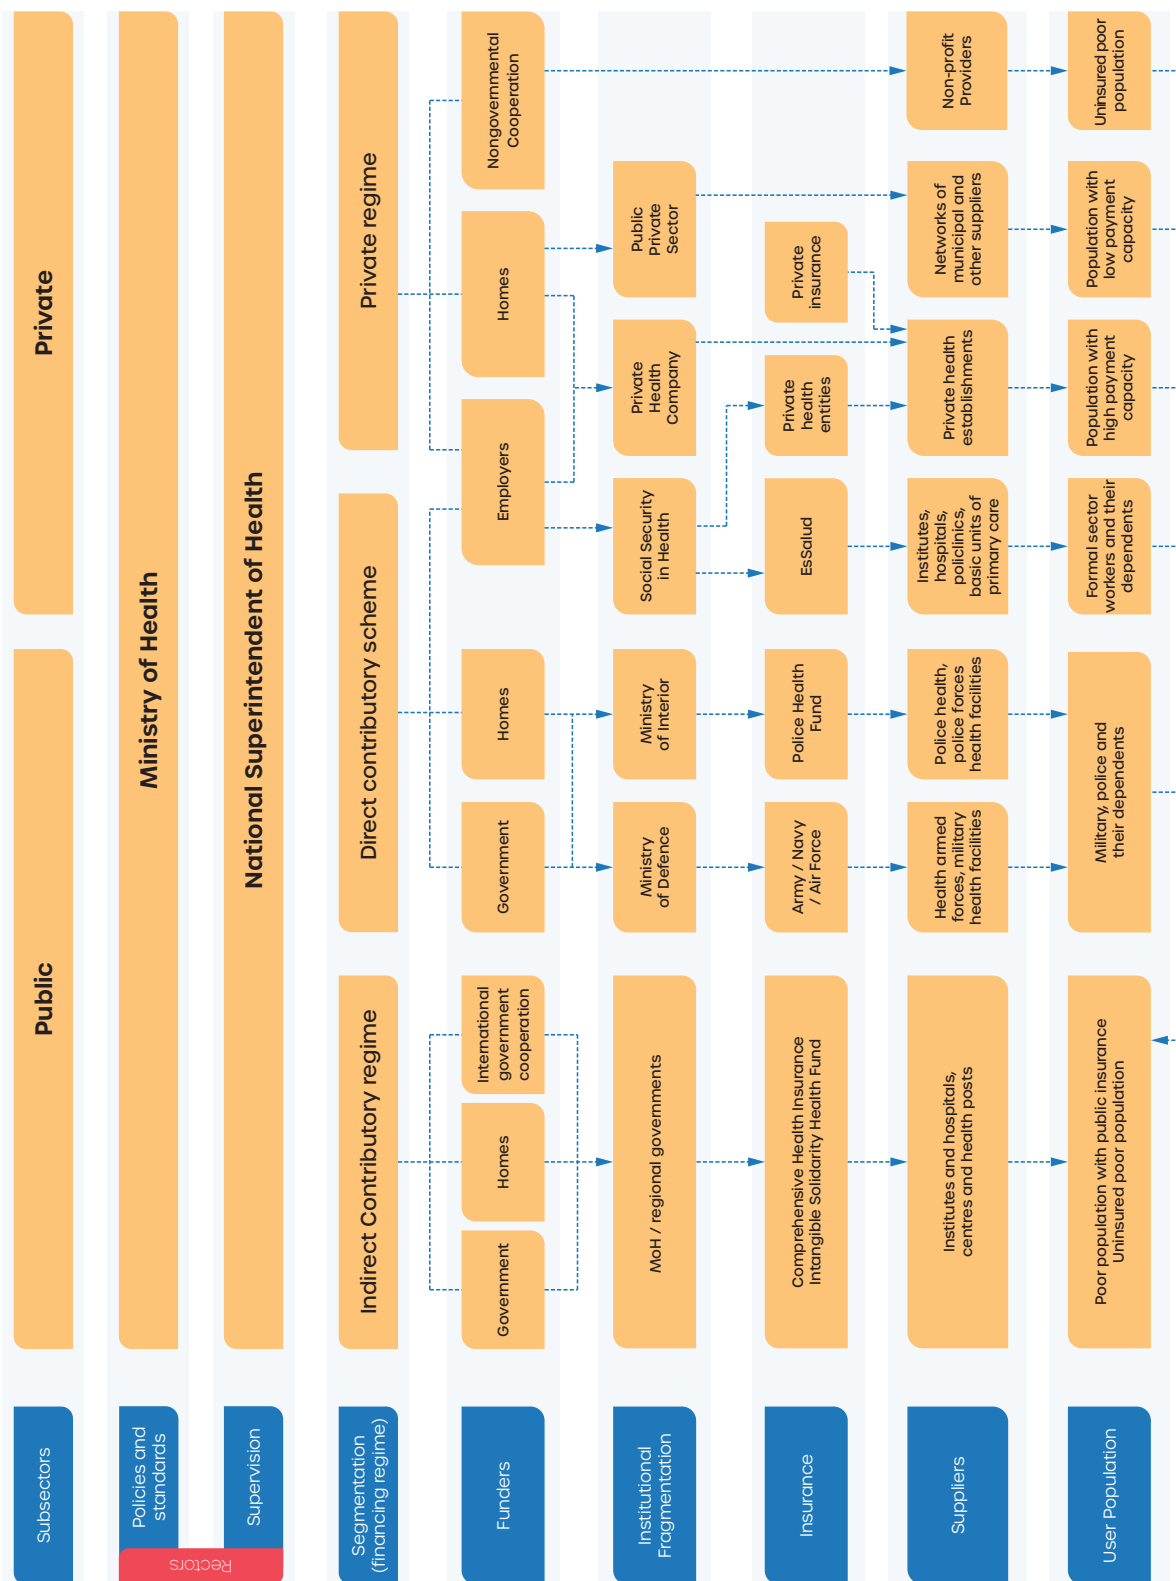 Subsectors
Public
Private
Rectors
Policies and
standards
Ministry of Health
Supervision
National Superintendent of Health
Segmentation
(financing regime)
Indirect Contributory regime
Direct contributory scheme
Private regime
Funders
Government
Homes
International
government
cooperation
Government
Homes
Employers
Homes
Nongovernmental
Cooperation
Institutional
Fragmentation
MoH / regional governments
Ministry
of Defence
Ministry
of Interior
Social Security
in Health
Private
Health
Company
Public
Private
Sector
Insurance
Comprehensive Health Insurance
Intangible Solidarity Health Fund
Army / Navy
/ Air Force
Police Health
Fund
EsSalud
Private
health
entities
Private
insurance
Suppliers
Institutes and hospitals,
centres and health posts
Health armed
forces, military
health facilities
Police health,
police forces
health facilities
Institutes,
hospitals,
policlinics,
basic units of
primary care
Private health
establishments
Networks of
municipal and
other suppliers
Non-profit
Providers
User Population
Poor population with public insurance
Uninsured poor population
Military, police and
their dependents
Formal sector
workers and their
dependents
Population with
high payment
capacity
Population with
low payment
capacity
Uninsured poor
population